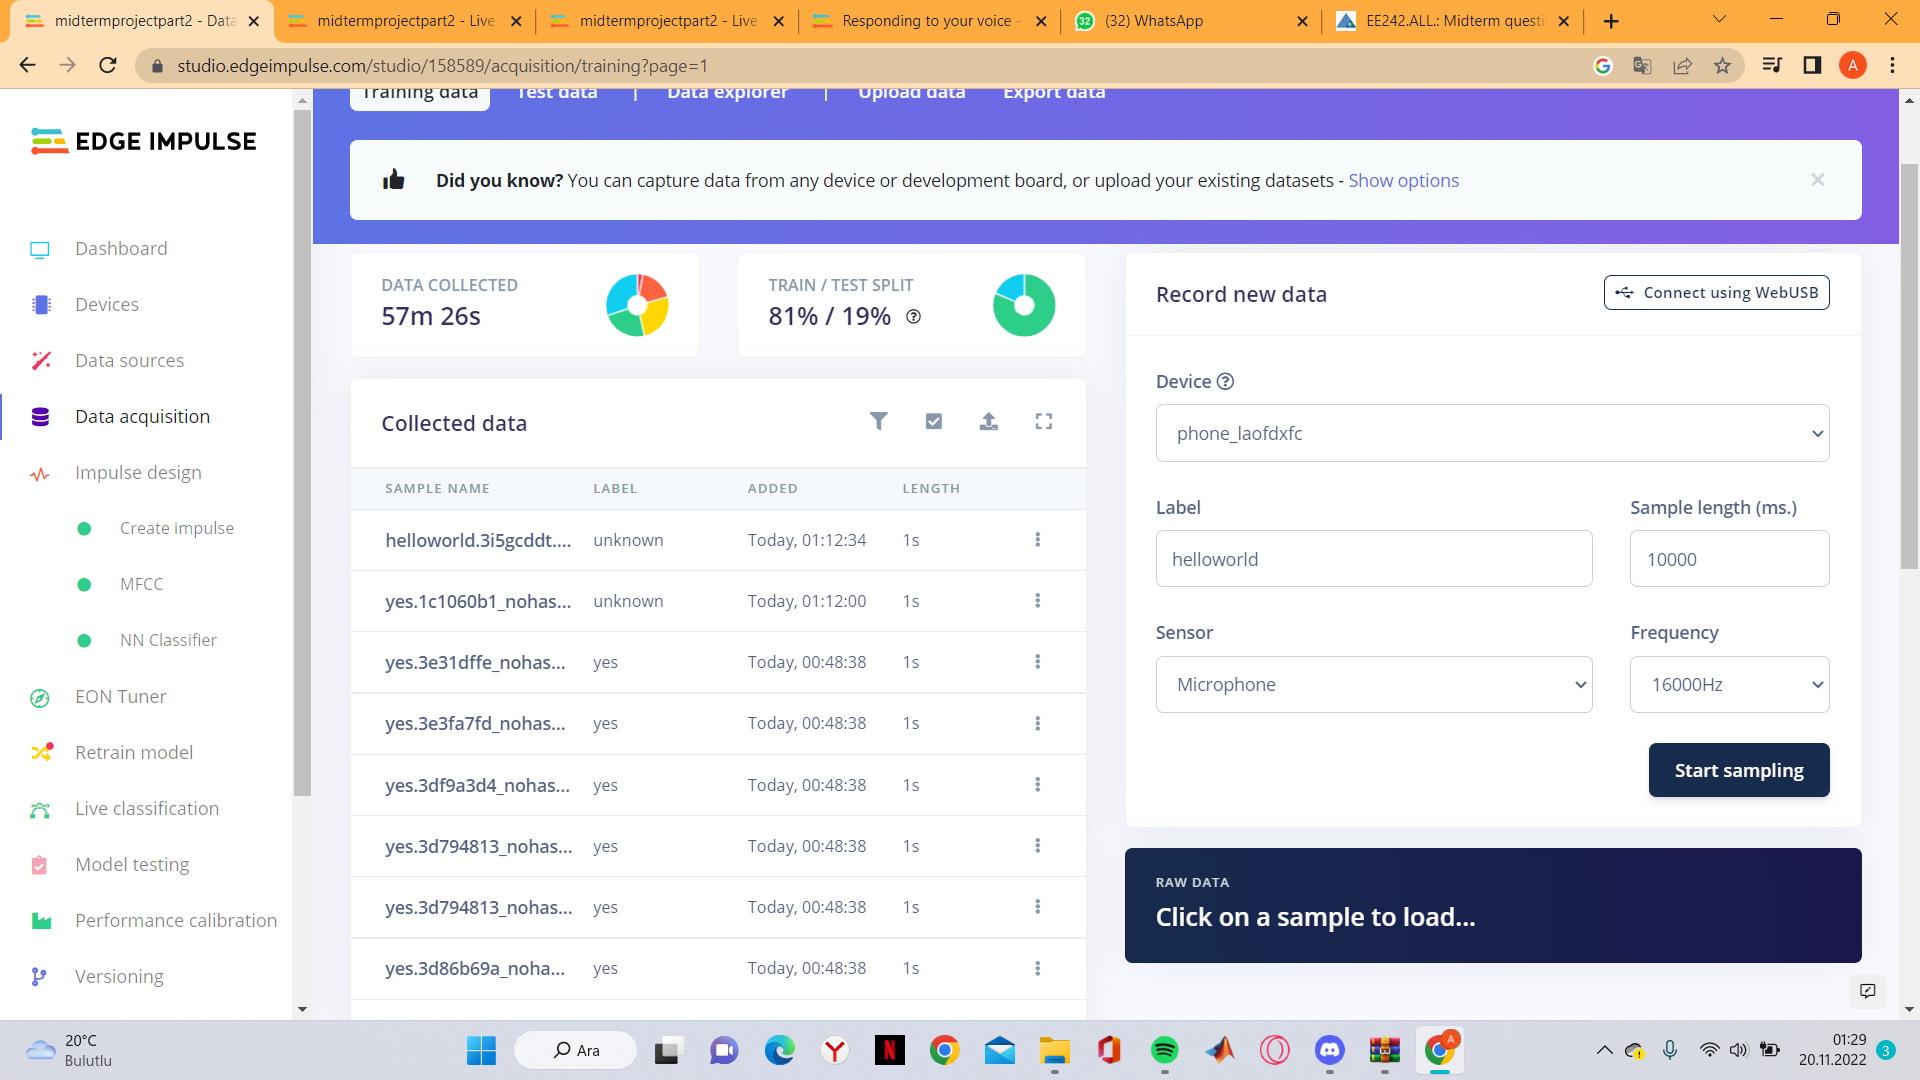 midtermprojectpart2 - Data
midtermprojectpart2 - Live
midtermprojectpart2 - Live
Responding to your voice -
32
(32) WhatsApp
EE242.ALL.: Midterm questi
studio.edgeimpulse.com/studio/158589/acquisition/training?page=1
A
EDGE IMPULSE
Dashboard
Devices
Data sources
Data acquisition
Impulse design
Create impulse
MFCC
NN Classifier
EON Tuner
Retrain model
Live classification
Model testing
Performance calibration
Versioning
Training data
Test data
|
Data explorer
|
Upload data
Export data
Did you know? You can capture data from any device or development board, or upload your existing datasets - Show options
DATA COLLECTED
57m 26s
TRAIN / TEST SPLIT
81% / 19%
Collected data
SAMPLE NAME LABEL ADDED LENGTH
helloworld.3i5gcddt.... unknown Today, 01:12:34 1s
yes.1c1060b1_nohas... unknown Today, 01:12:00 1s
yes.3e31dffe_nohas... yes Today, 00:48:38 1s
yes.3e3fa7fd_nohas... yes Today, 00:48:38 1s
yes.3df9a3d4_nohas... yes Today, 00:48:38 1s
yes.3d794813_nohas... yes Today, 00:48:38 1s
yes.3d794813_nohas... yes Today, 00:48:38 1s
yes.3d86b69a_noha... yes Today, 00:48:38 1s
Record new data
Connect using WebUSB
Device
phone_laofdxfc
Label
Sample length (ms.)
helloworld
10000
Sensor
Frequency
Microphone
16000Hz
Start sampling
RAW DATA
Click on a sample to load...
20°C
Bulutlu
Ara
A
01:29
20.11.2022
3